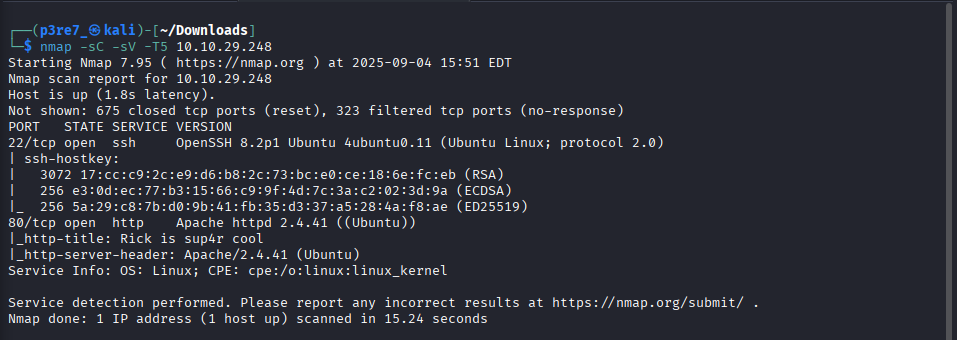 ┌──(p3re7_㉿kali)-[~/Downloads]
└─$ nmap -sC -sV -T5 10.10.29.248
Starting Nmap 7.95 ( https://nmap.org ) at 2025-09-04 15:51 EDT
Nmap scan report for 10.10.29.248
Host is up (1.8s latency).
Not shown: 675 closed tcp ports (reset), 323 filtered tcp ports (no-response)
PORT   STATE SERVICE VERSION
22/tcp open  ssh     OpenSSH 8.2p1 Ubuntu 4ubuntu0.11 (Ubuntu Linux; protocol 2.0)
| ssh-hostkey:
|   3072 17:cc:c9:2c:e9:d6:b8:2c:73:bc:e0:ce:18:6e:fc:eb (RSA)
|   256 e3:0d:ec:77:b3:15:66:c9:9f:4d:7c:3a:c2:02:3d:9a (ECDSA)
|_  256 5a:29:c8:7b:d0:9b:41:fb:35:d3:37:a5:28:4a:f8:ae (ED25519)
80/tcp open  http    Apache httpd 2.4.41 ((Ubuntu))
|_http-title: Rick is sup4r cool
|_http-server-header: Apache/2.4.41 (Ubuntu)
Service Info: OS: Linux; CPE: cpe:/o:linux:linux_kernel
Service detection performed. Please report any incorrect results at https://nmap.org/submit/ .
Nmap done: 1 IP address (1 host up) scanned in 15.24 seconds